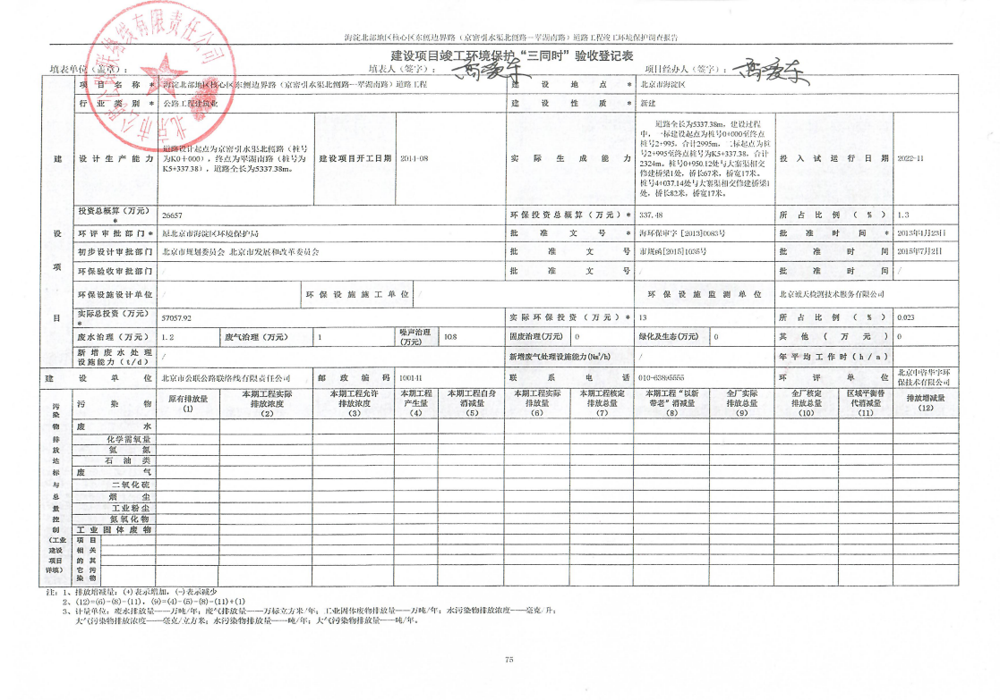 海淀北部地区核心区东侧边界路（京密引水渠北侧路—翠湖南路）道路工程竣工环境保护调查报告
建设项目竣工环境保护“三同时”验收登记表
填表单位（盖章）： 填表人（签字）： 项目经办人（签字）：
建设项目
项目名称* 海淀北部地区核心区东侧边界路（京密引水渠北侧路—翠湖南路）道路工程 建设地点* 北京市海淀区
行业类别* 公路工程建筑业 建设性质* 新建
设计生产能力 道路设计起点为京密引水渠北侧路（桩号为K0+000），终点为翠湖南路（桩号为K5+337.38），道路全长为5337.38m。 建设项目开工日期 2014-08 实际生成能力 道路全长为5337.38m，建设过程中，一标建设起点为桩号0+000至终点桩号2+995，合计2995m，二标起点为桩号2+995至终点桩号为K5+337.38，合计2324m。桩号0+950.12处与大寨渠相交修建桥梁1处，桥长67米，桥宽17米。桩号4+037.14处与大寨渠相交修建桥梁1处，桥长82米，桥宽17米。 投入试运行日期 2022-11
投资总概算（万元）* 26657 环保投资总概算（万元）* 337.48 所占比例（%） 1.3
环评审批部门* 原北京市海淀区环境保护局 批准文号* 海环保审字[2013]0083号 批准时间* 2013年1月23日
初步设计审批部门 北京市规划委员会 北京市发展和改革委员会 批准文号 市规函[2015]1035号 批准时间 2015年7月2日
环保验收审批部门 / 批准文号 / 批准时间 /
环保设施设计单位 / 环保设施施工单位 / 环保设施监测单位 北京诚天检测技术服务有限公司
实际总投资（万元）* 57057.92 实际环保投资（万元）* 13 所占比例（%） 0.023
废水治理（万元） 1.2 废气治理（万元） 1 噪声治理（万元） 10.8 固废治理(万元) 0 绿化及生态(万元) 0 其他（万元） 0
新增废水处理设施能力（t/d） / 新增废气处理设施能力(Nm³/h) / 年平均工作时(h/a)
建设单位 北京市公联公路联络线有限责任公司 邮政编码 100141 联系电话 010-63895555 环评单位 北京中咨华宇环保技术有限公司
污染物排放达标与总量控制（工业建设项目详填）
污染物 原有排放量（1） 本期工程实际排放浓度（2） 本期工程允许排放浓度（3） 本期工程产生量（4） 本期工程自身消减量（5） 本期工程实际排放量（6） 本期工程核定排放总量（7） 本期工程“以新带老”消减量（8） 全厂实际排放总量（9） 全厂核定排放总量（10） 区域平衡替代消减量（11） 排放增减量（12）
废水
化学需氧量
氨氮
石油类
废气
二氧化硫
烟尘
工业粉尘
氮氧化物
工业固体废物
项目相关的其它污染物
注：1、排放增减量：(+)表示增加，(-)表示减少
2、(12)=(6)-(8)-(11)，(9)=(4)-(5)-(8)-(11)+(1)
3、计量单位：废水排放量——万吨/年；废气排放量——万标立方米/年；工业固体废物排放量——万吨/年；水污染物排放浓度——毫克/升；
大气污染物排放浓度——毫克/立方米；水污染物排放量——吨/年；大气污染物排放量——吨/年。
75